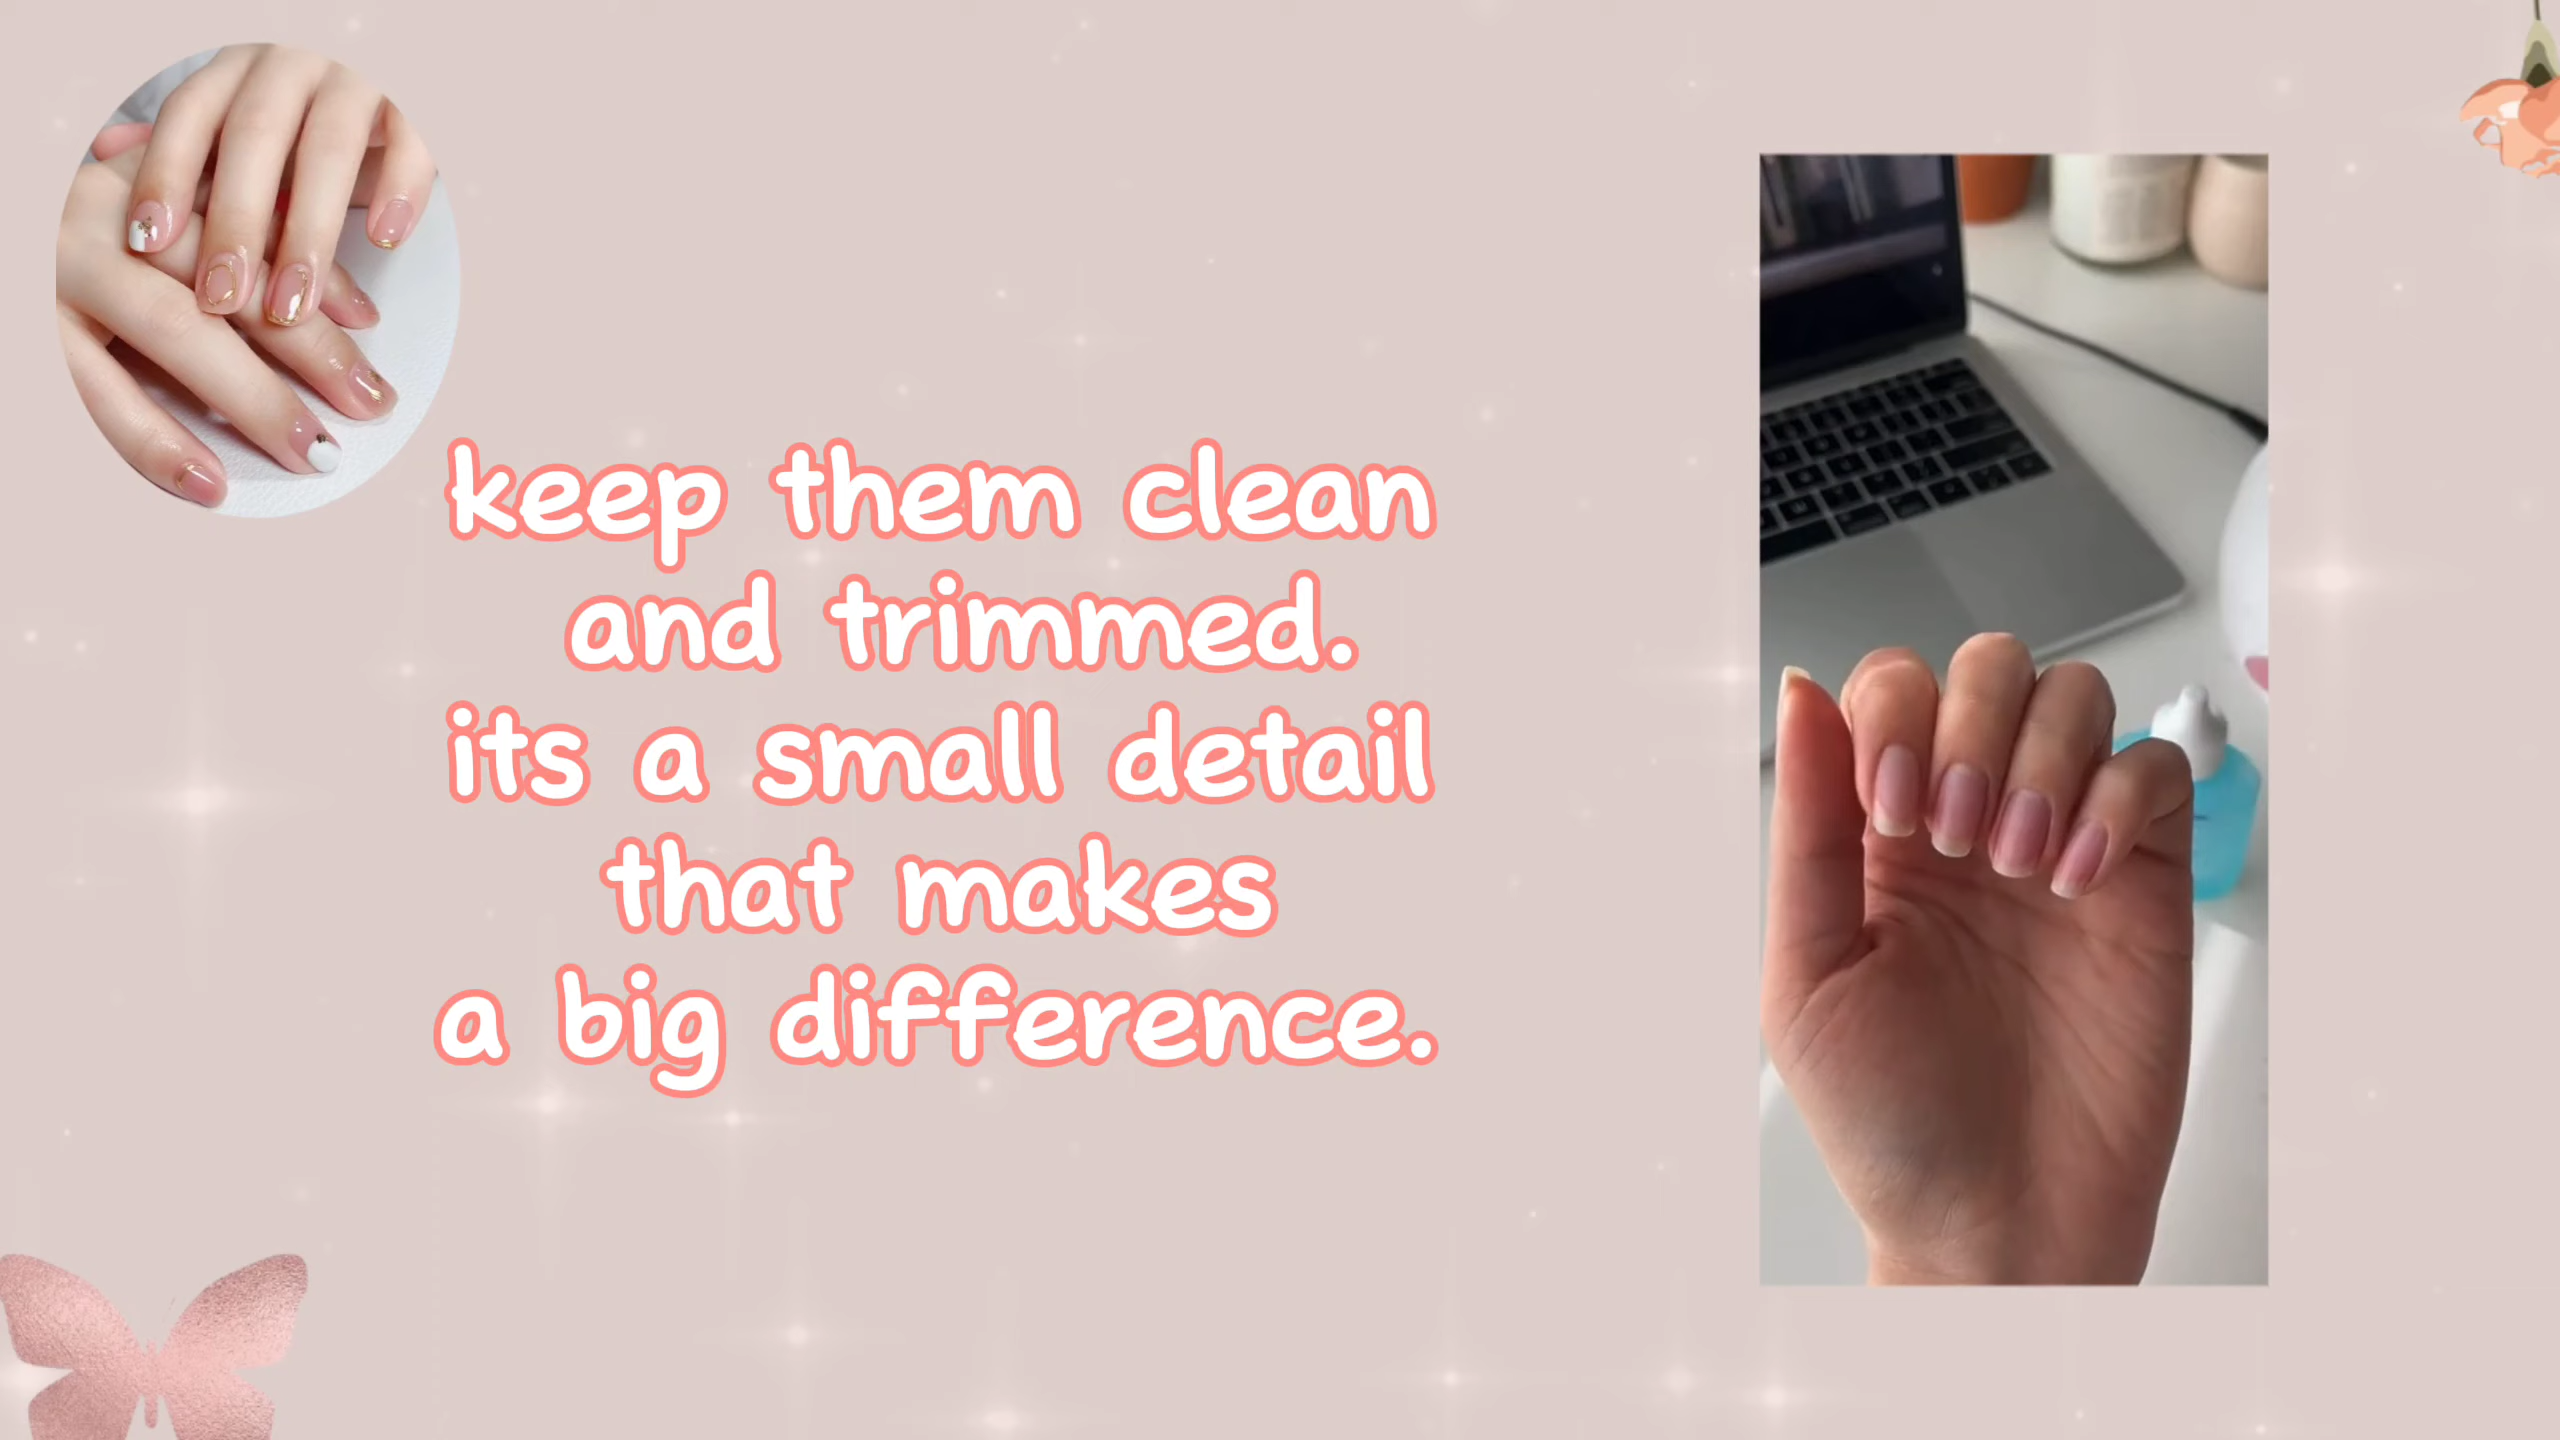 keep them clean
and trimmed.
its a small detail
that makes
a big difference.